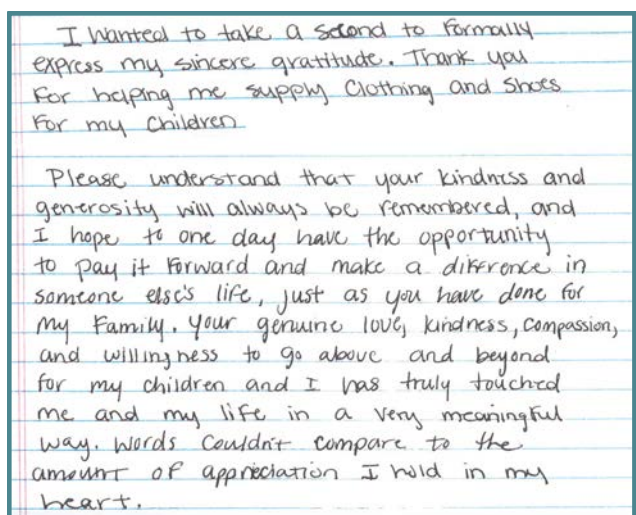 I Wanted to take a second to formally
express my sincere gratitude. Thank you
for helping me supply Clothing and Shoes
For my Children
Please understand that your kindness and
generosity will always be remembered, and
I hope to one day have the opportunity
to pay it forward and make a diffrence in
someone else's life, just as you have done for
my Family. Your genuine love, kindness, compassion,
and willingness to go above and beyond
for my children and I has truly touched
me and my life in a very meaningful
way. Words Couldn't compare to the
amount of appreciation I hold in my
heart.